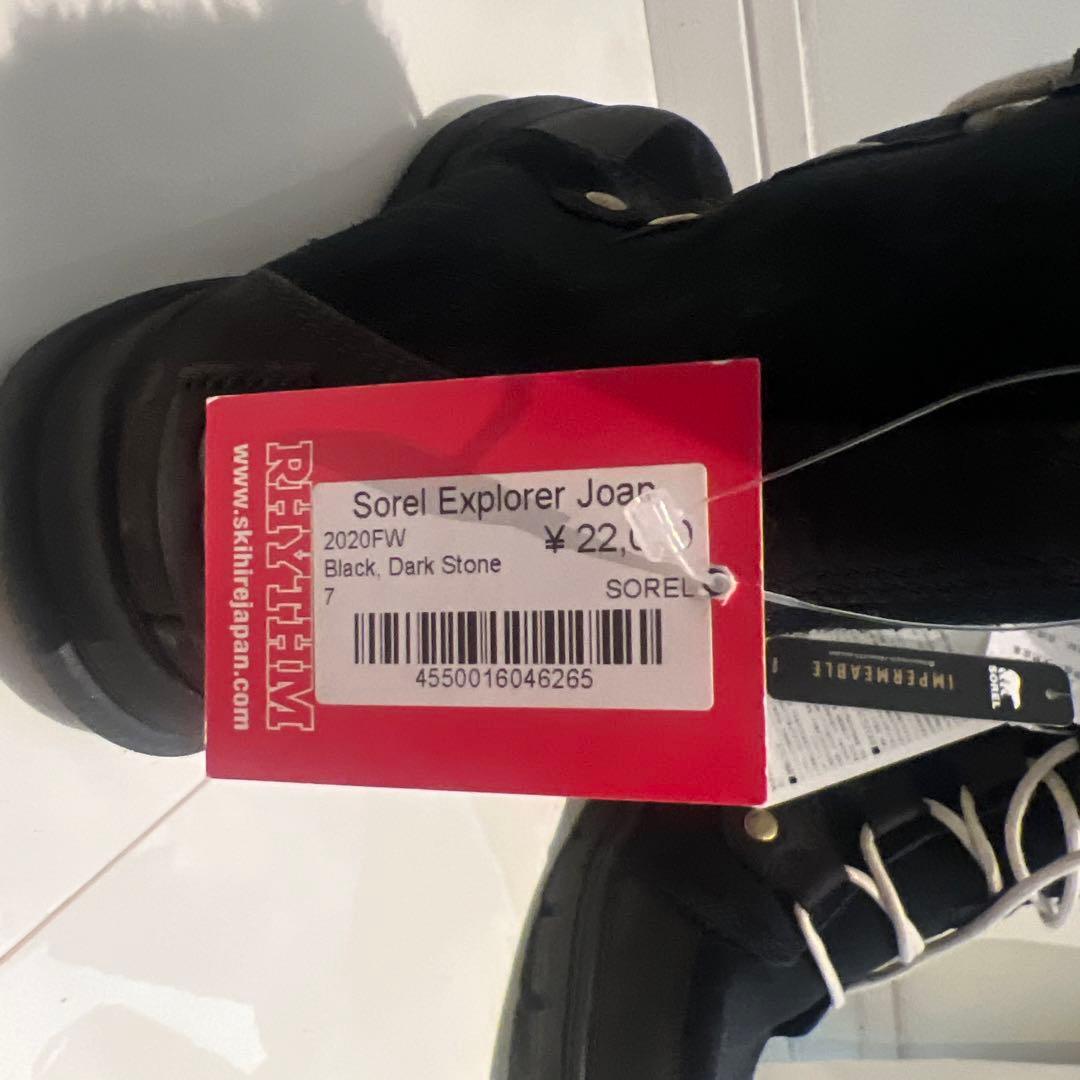 RHYTHM
www.skihirejapan.com
Sorel Explorer Joan
2020FW
¥ 22,
Black, Dark Stone
7
SOREL
4550016046265
SOREL
IMPERMEABLE